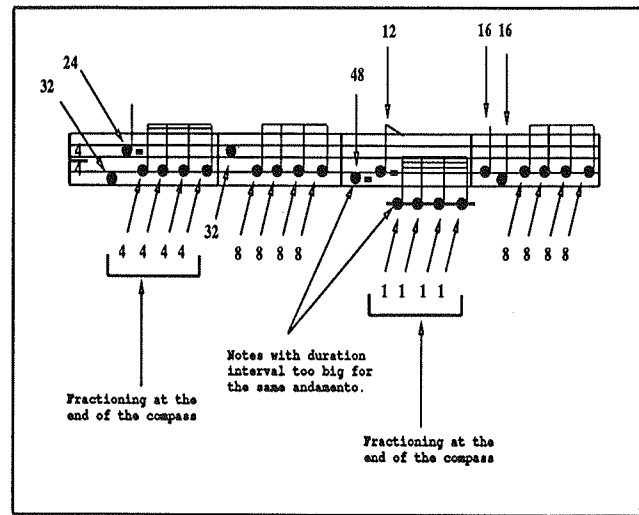 12
16 16
24
48
32
4
4
32
4 4 4 4
8 8 8 8
8 8 8 8
1 1 1 1
Notes with duration
interval too big for
the same andamento.
Fractioning at the
end of the compass
Fractioning at the
end of the compass